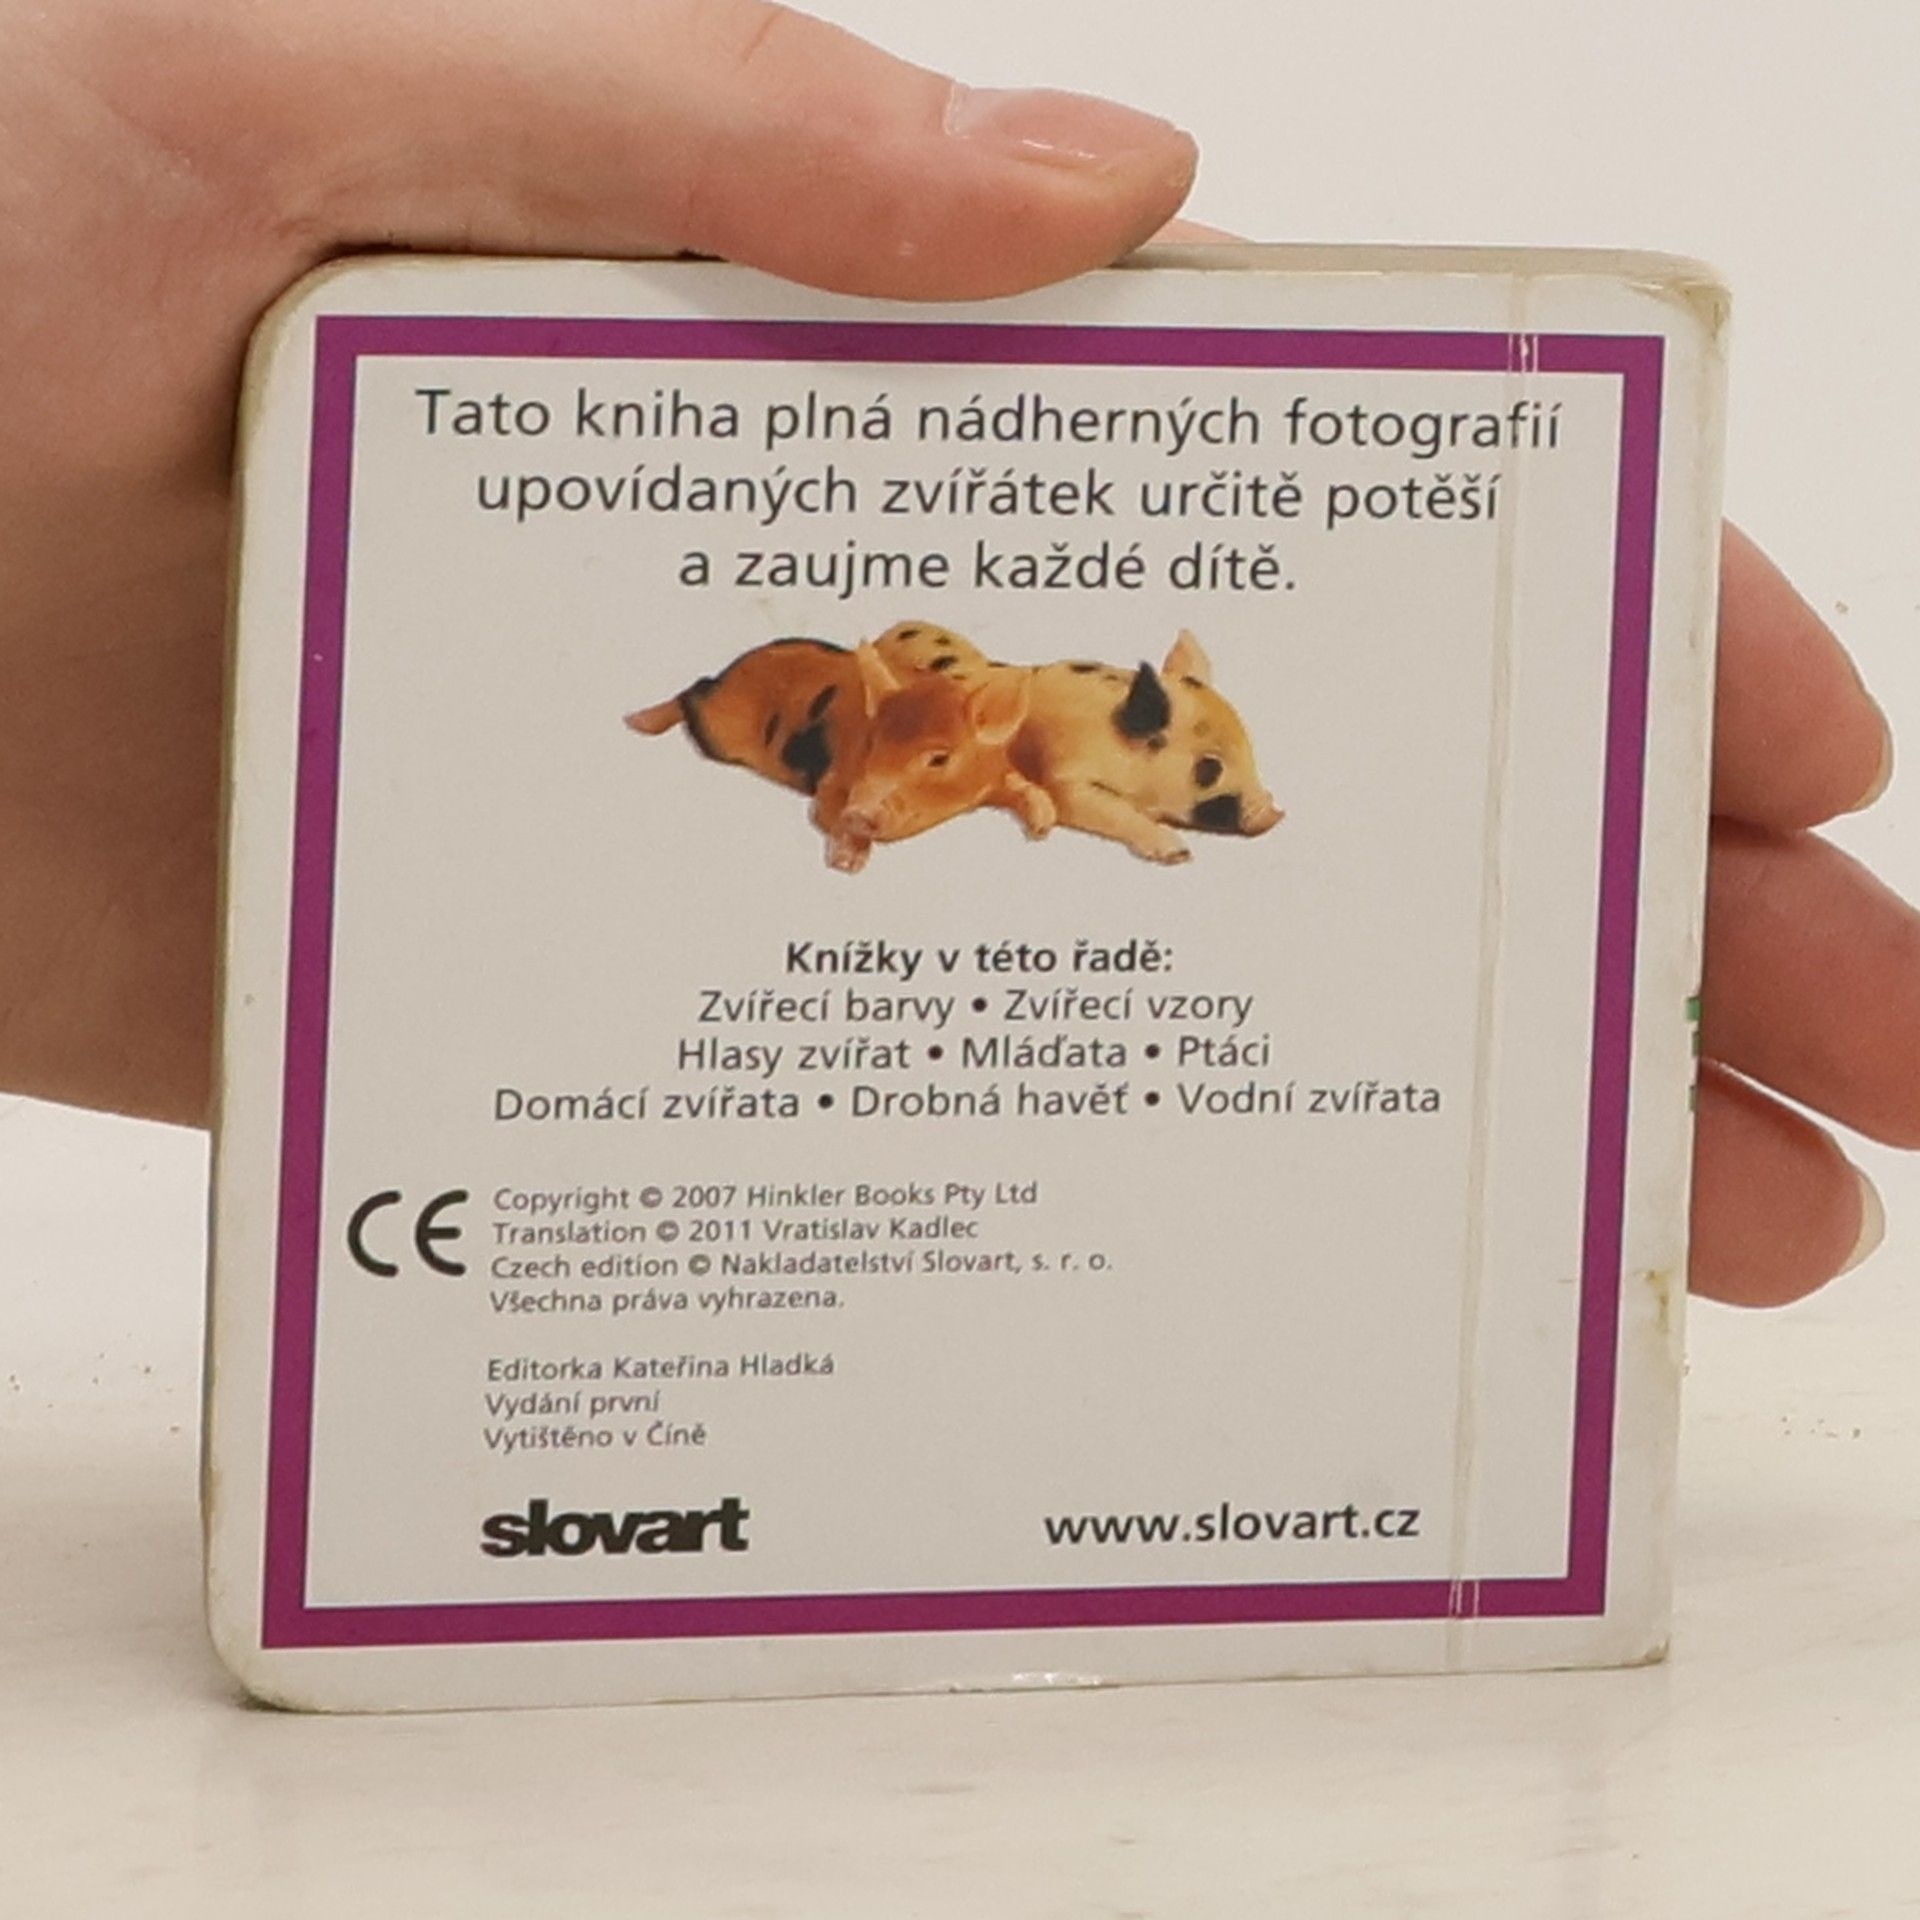 Tato kniha plná nádherných fotografií
upovídaných zvířátek určitě potěší
a zaujme každé dítě.
Knížky v této řadě:
Zvířecí barvy • Zvířecí vzory
Hlasy zvířat • Mláďata • Ptáci
Domácí zvířata • Drobná havěť • Vodní zvířata
CE
Copyright © 2007 Hinkler Books Pty Ltd
Translation © 2011 Vratislav Kadlec
Czech edition © Nakladatelství Slovart, s. r. o.
Všechna práva vyhrazena.
Editorka Kateřina Hladká
Vydání první
Vytištěno v Číně
slovart
www.slovart.cz